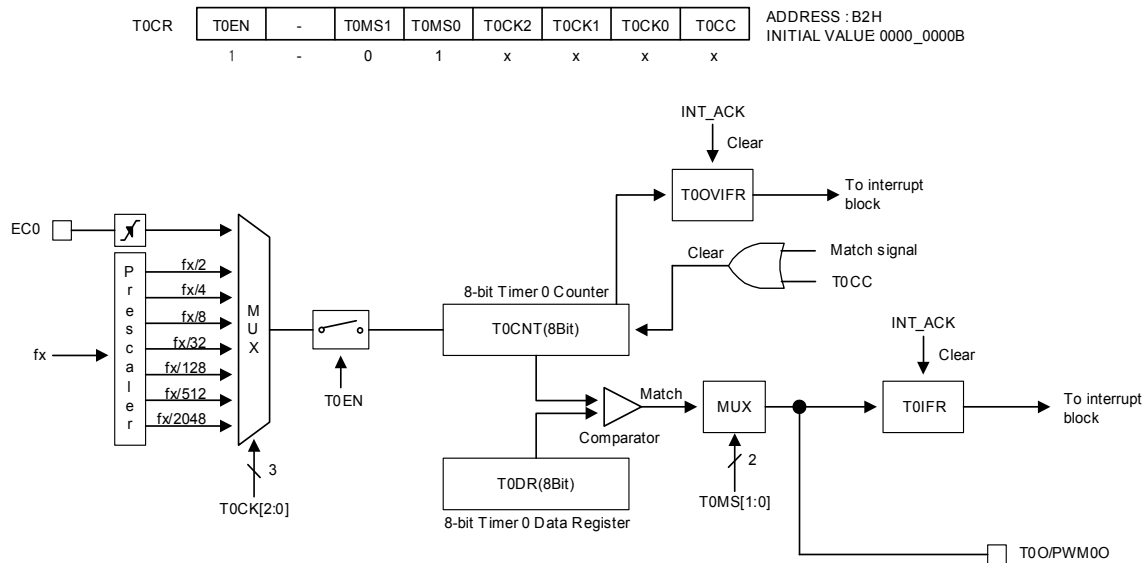 T0CR T0EN - T0MS1 T0MS0 T0CK2 T0CK1 T0CK0 T0CC ADDRESS : B2H
INITIAL VALUE 0000_0000B
1 - 0 1 x x x x
INT_ACK
Clear
T0OVIFR
To interrupt
block
EC0
Prescaler
fx/2
fx/4
fx/8
fx/32
fx/128
fx/512
fx/2048
fx
MUX
3
T0CK[2:0]
T0EN
Clear
Match signal
T0CC
8-bit Timer 0 Counter
T0CNT(8Bit)
INT_ACK
Clear
Match
Comparator
MUX
2
T0MS[1:0]
T0IFR
To interrupt
block
T0DR(8Bit)
8-bit Timer 0 Data Register
T0O/PWM0O